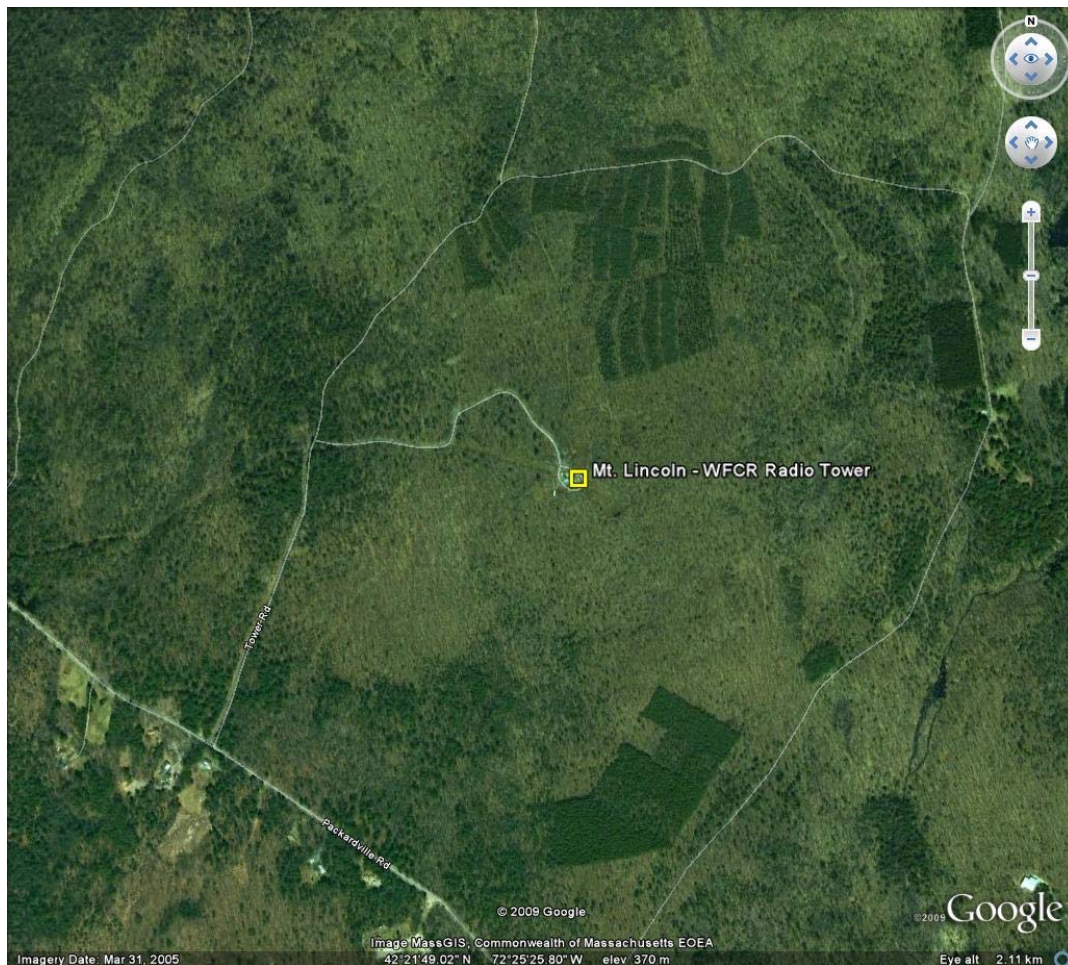 N
Mt. Lincoln - WFCR Radio Tower
Tower Rd
Packardville Rd
© 2009 Google
©2009 Google
Image MassGIS, Commonwealth of Massachusetts EOEA
Imagery Date: Mar 31, 2005
42°21'49.02" N 72°25'25.80" W elev 370 m
Eye alt 2.11 km